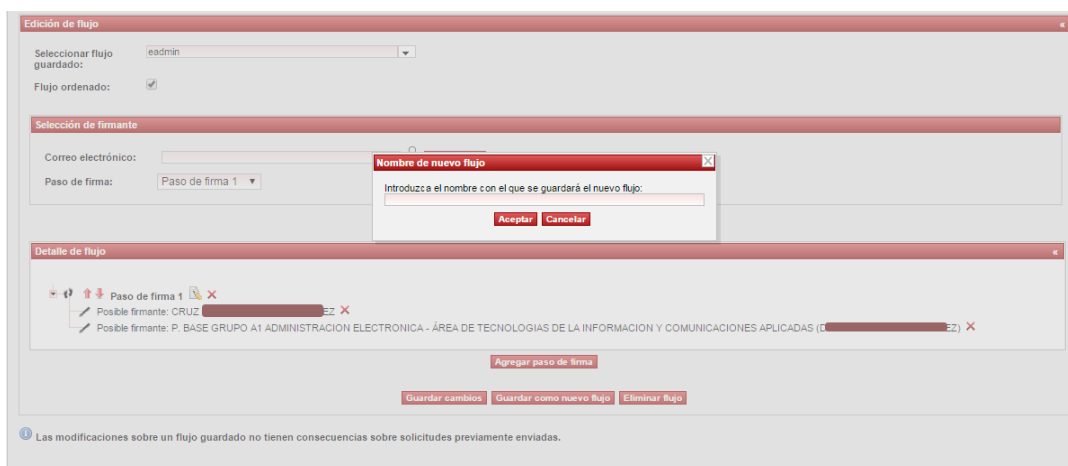 Edición de flujo
«
Seleccionar flujo guardado:
eadmin
Flujo ordenado:
Selección de firmante
Correo electrónico:
Paso de firma:
Paso de firma 1
Nombre de nuevo flujo
Introduzca el nombre con el que se guardará el nuevo flujo:
Aceptar Cancelar
Detalle de flujo
«
Paso de firma 1
Posible firmante: CRUZ EZ
Posible firmante: P. BASE GRUPO A1 ADMINISTRACION ELECTRONICA - ÁREA DE TECNOLOGIAS DE LA INFORMACION Y COMUNICACIONES APLICADAS (D EZ)
Agregar paso de firma
Guardar cambios Guardar como nuevo flujo Eliminar flujo
Las modificaciones sobre un flujo guardado no tienen consecuencias sobre solicitudes previamente enviadas.